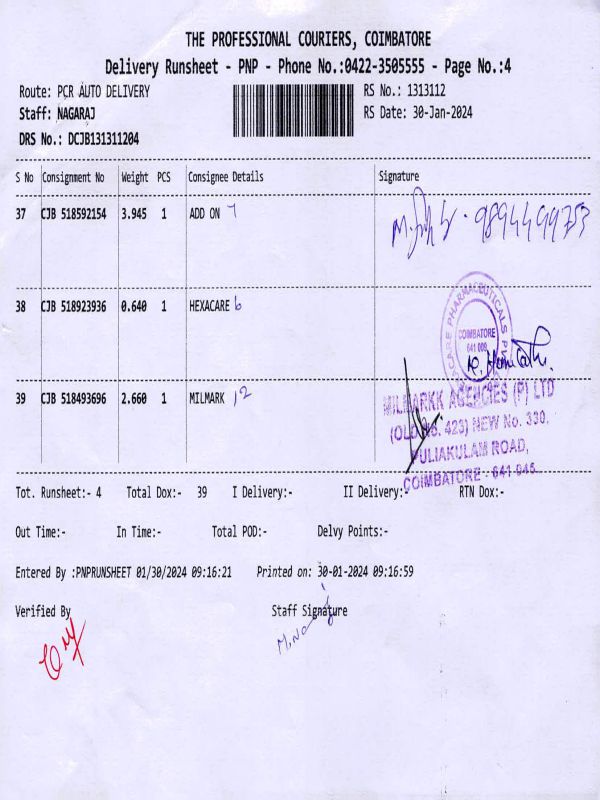 THE PROFESSIONAL COURIERS, COIMBATORE
Delivery Runsheet - PNP - Phone No.:0422-3505555 - Page No.:4
Route: PCR AUTO DELIVERY RS No.: 1313112
Staff: NAGARAJ RS Date: 30-Jan-2024
DRS No.: DCJB131311204
S No Consignment No Weight PCS Consignee Details Signature
37 CJB 518592154 3.945 1 ADD ON 7
9894499753
38 CJB 518923936 0.640 1 HEXACARE 6
PHARMACEUTICALS
COIMBATORE
641 006
39 CJB 518493696 2.660 1 MILMARK 12
MILMARKK AGENCIES (P) LTD
(OLD NO. 423) NEW No. 330,
PULIAKULAM ROAD,
COIMBATORE - 641 045
Tot. Runsheet:- 4 Total Dox:- 39 I Delivery:- II Delivery:- RTN Dox:-
Out Time:- In Time:- Total POD:- Delvy Points:-
Entered By :PNPRUNSHEET 01/30/2024 09:16:21 Printed on: 30-01-2024 09:16:59
Verified By Staff Signature